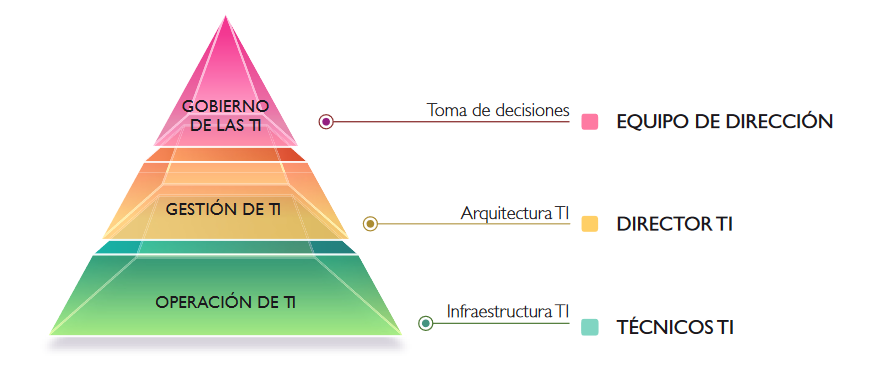 GOBIERNO
DE LAS TI
Toma de decisiones
EQUIPO DE DIRECCIÓN
GESTIÓN DE TI
Arquitectura TI
DIRECTOR TI
OPERACIÓN DE TI
Infraestructura TI
TÉCNICOS TI